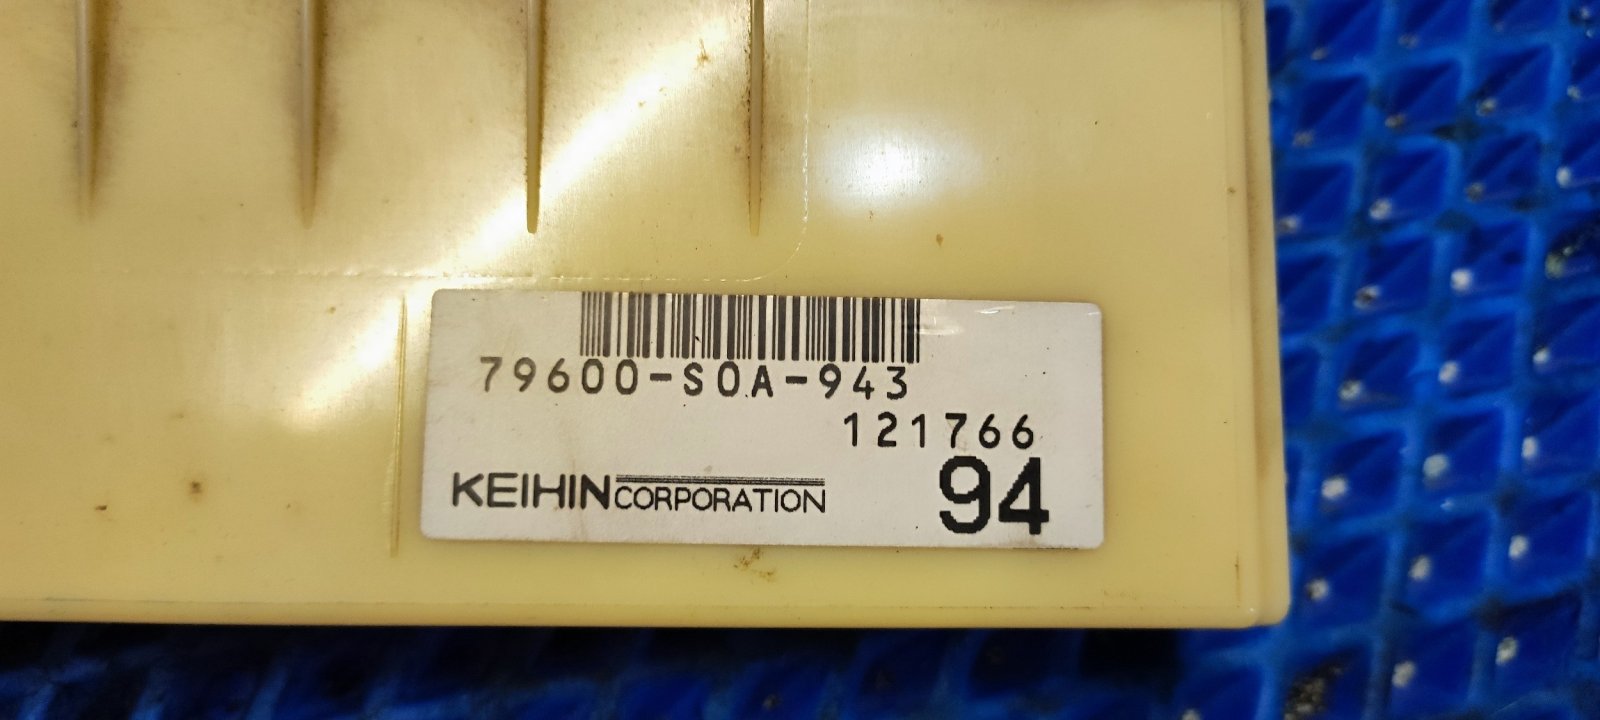 79600-S0A-943
121766
94
KEIHIN CORPORATION